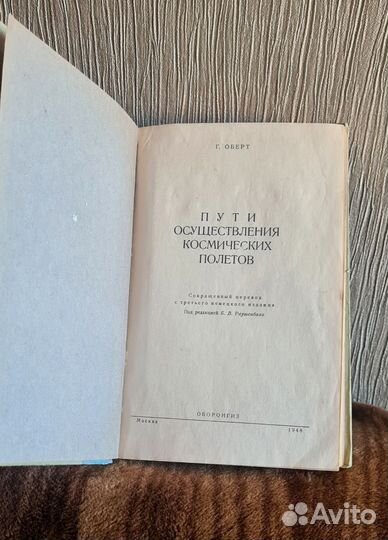 Г. ОБЕРТ
ПУТИ
ОСУЩЕСТВЛЕНИЯ
КОСМИЧЕСКИХ
ПОЛЕТОВ
Сокращенный перевод
с третьего немецкого издания
Под редакцией Б. В. Раушенбаха
ОБОРОНГИЗ
Москва 1948
Avito